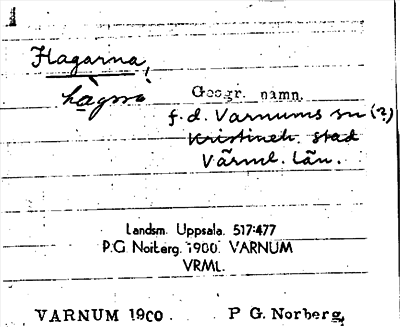 Hagarna!
hàgnra
Geogr. namn.
f.d. Varnums sn (?)
Kristineh. stad
Värml. län.
Landsm. Uppsala. 517:477
P.G. Norberg. 1900. VARNUM
VRML.
VARNUM 1900. P G. Norberg.